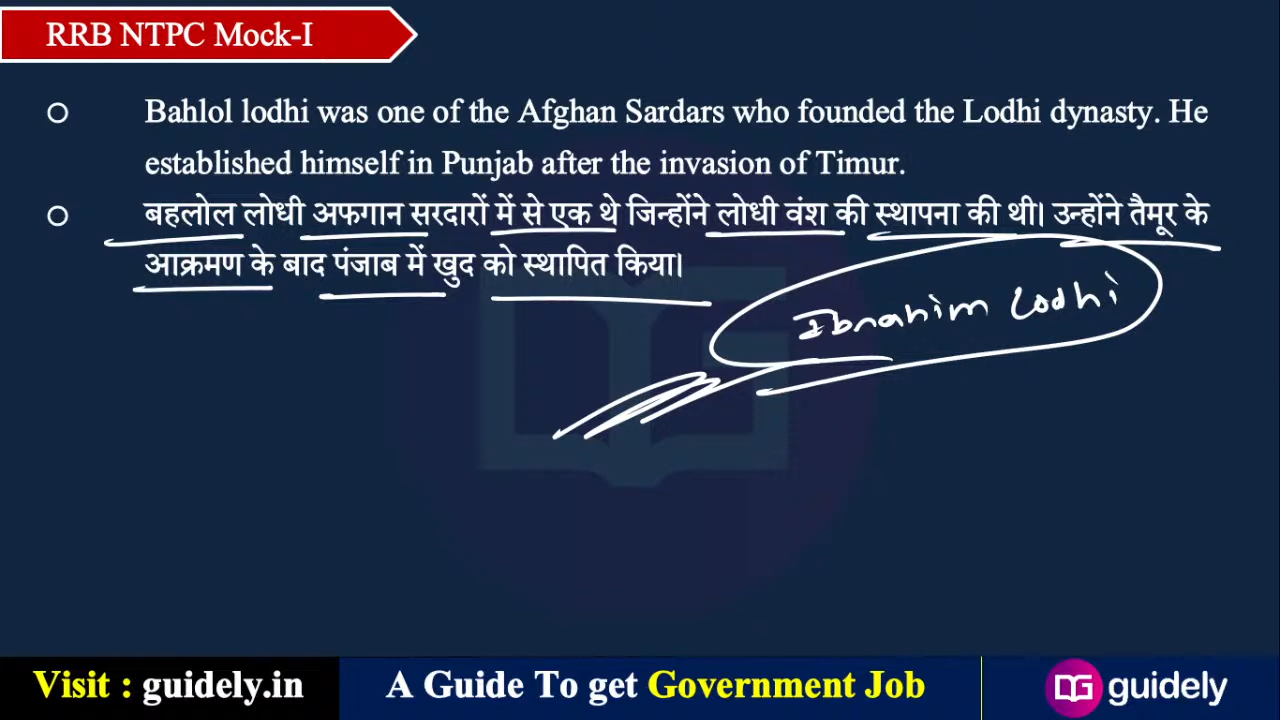 RRB NTPC Mock-I
Bahlol lodhi was one of the Afghan Sardars who founded the Lodhi dynasty. He
established himself in Punjab after the invasion of Timur.
बहलोल लोधी अफगान सरदारों में से एक थे जिन्होंने लोधी वंश की स्थापना की थी। उन्होंने तैमूर के
आक्रमण के बाद पंजाब में खुद को स्थापित किया।
Ibrahim Lodhi
Visit : guidely.in
A Guide To get Government Job
guidely